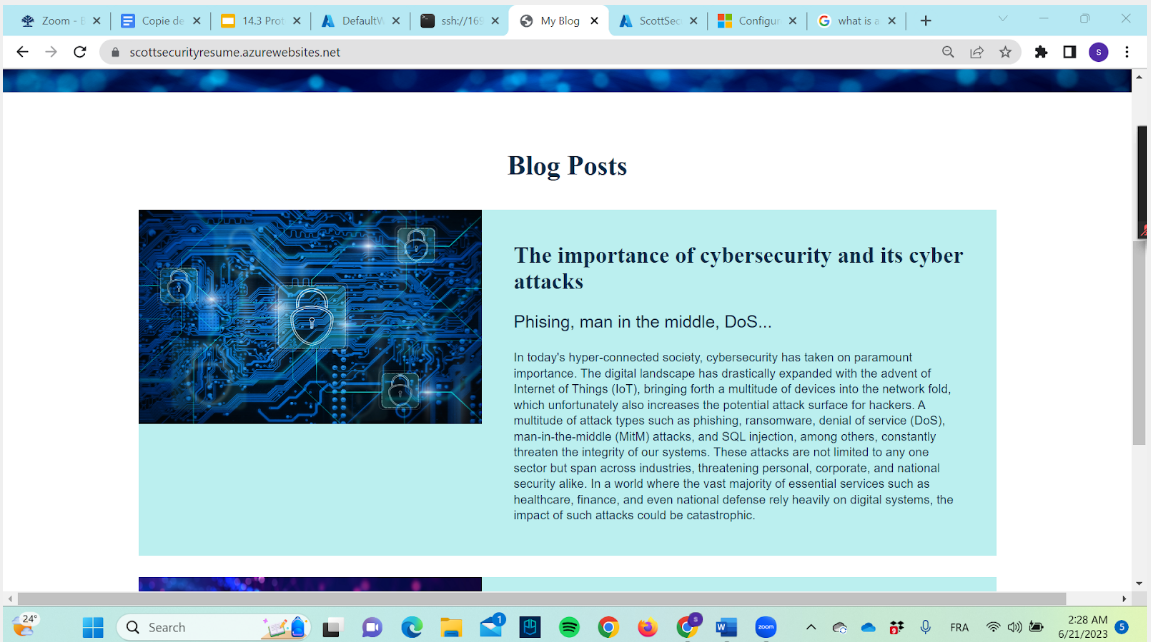 Zoom - E
Copie de
14.3 Prot
DefaultW
ssh://169
My Blog
ScottSec
Configur
what is a
scottsecurityresume.azurewebsites.net
s
Blog Posts
The importance of cybersecurity and its cyber
attacks
Phising, man in the middle, DoS...
In today's hyper-connected society, cybersecurity has taken on paramount
importance. The digital landscape has drastically expanded with the advent of
Internet of Things (IoT), bringing forth a multitude of devices into the network fold,
which unfortunately also increases the potential attack surface for hackers. A
multitude of attack types such as phishing, ransomware, denial of service (DoS),
man-in-the-middle (MitM) attacks, and SQL injection, among others, constantly
threaten the integrity of our systems. These attacks are not limited to any one
sector but span across industries, threatening personal, corporate, and national
security alike. In a world where the vast majority of essential services such as
healthcare, finance, and even national defense rely heavily on digital systems, the
impact of such attacks could be catastrophic.
24°
Search
1
s
W
zoom
FRA
2:28 AM
6/21/2023
5